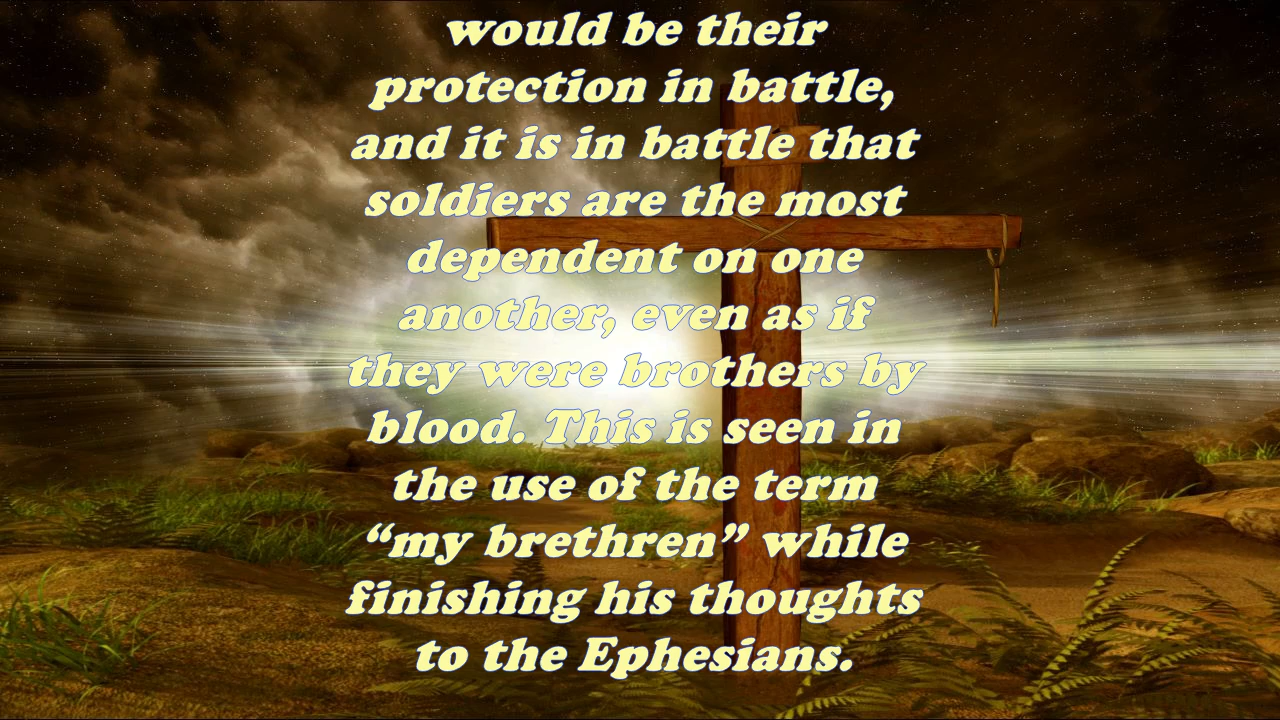 would be their
protection in battle,
and it is in battle that
soldiers are the most
dependent on one
another, even as if
they were brothers by
blood. This is seen in
the use of the term
“my brethren” while
finishing his thoughts
to the Ephesians.